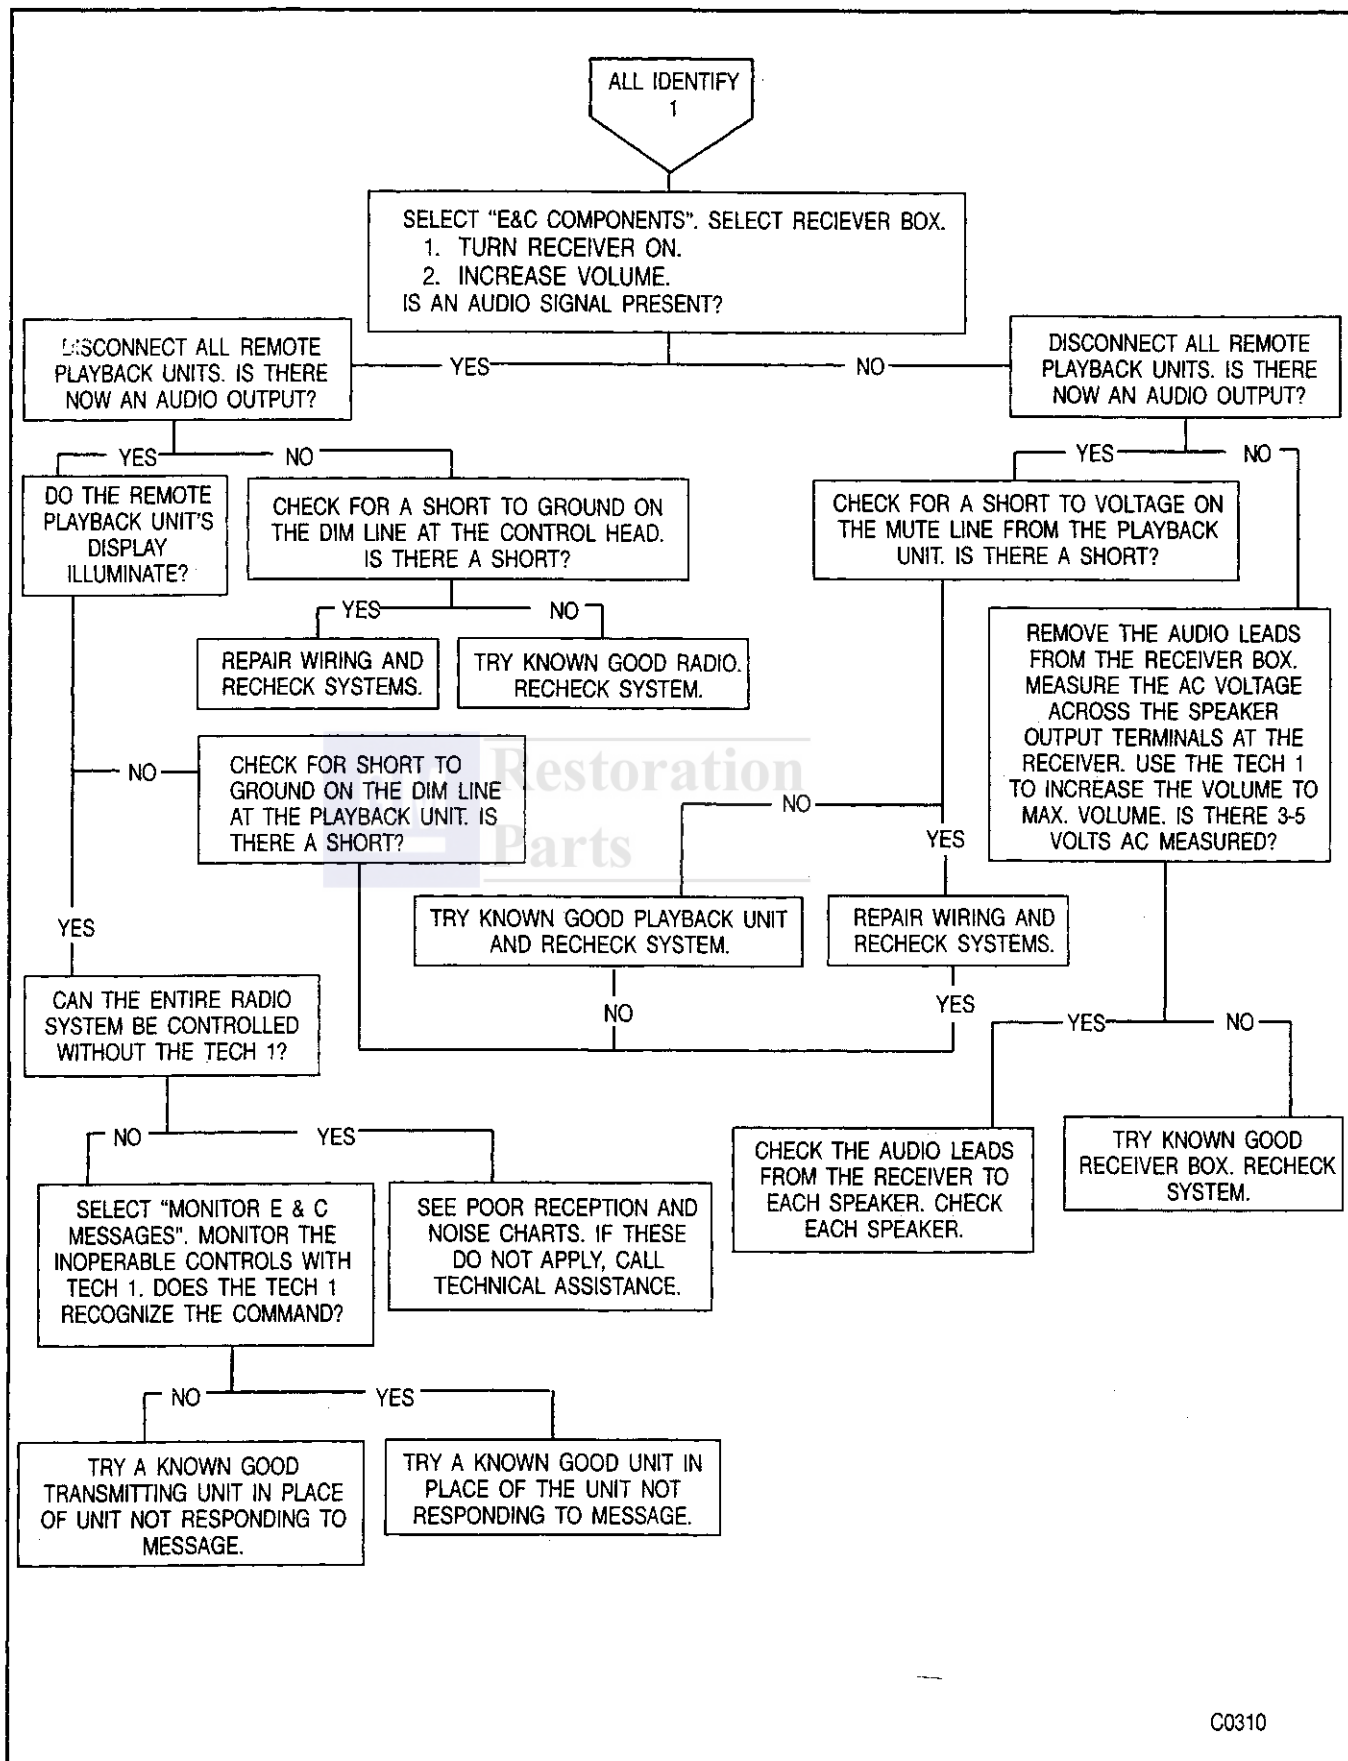 ALL IDENTIFY
1
SELECT "E&C COMPONENTS". SELECT RECIEVER BOX.
1. TURN RECEIVER ON.
2. INCREASE VOLUME.
IS AN AUDIO SIGNAL PRESENT?
YES
NO
DISCONNECT ALL REMOTE
PLAYBACK UNITS. IS THERE
NOW AN AUDIO OUTPUT?
DISCONNECT ALL REMOTE
PLAYBACK UNITS. IS THERE
NOW AN AUDIO OUTPUT?
YES
NO
YES
NO
DO THE REMOTE
PLAYBACK UNIT'S
DISPLAY
ILLUMINATE?
CHECK FOR A SHORT TO GROUND ON
THE DIM LINE AT THE CONTROL HEAD.
IS THERE A SHORT?
CHECK FOR A SHORT TO VOLTAGE ON
THE MUTE LINE FROM THE PLAYBACK
UNIT. IS THERE A SHORT?
YES
NO
REPAIR WIRING AND
RECHECK SYSTEMS.
TRY KNOWN GOOD RADIO.
RECHECK SYSTEM.
REMOVE THE AUDIO LEADS
FROM THE RECEIVER BOX.
MEASURE THE AC VOLTAGE
ACROSS THE SPEAKER
OUTPUT TERMINALS AT THE
RECEIVER. USE THE TECH 1
TO INCREASE THE VOLUME TO
MAX. VOLUME. IS THERE 3-5
VOLTS AC MEASURED?
NO
CHECK FOR SHORT TO
GROUND ON THE DIM LINE
AT THE PLAYBACK UNIT. IS
THERE A SHORT?
GM
Restoration
Parts
NO
YES
TRY KNOWN GOOD PLAYBACK UNIT
AND RECHECK SYSTEM.
REPAIR WIRING AND
RECHECK SYSTEMS.
YES
NO
YES
CAN THE ENTIRE RADIO
SYSTEM BE CONTROLLED
WITHOUT THE TECH 1?
YES
NO
NO
YES
CHECK THE AUDIO LEADS
FROM THE RECEIVER TO
EACH SPEAKER. CHECK
EACH SPEAKER.
TRY KNOWN GOOD
RECEIVER BOX. RECHECK
SYSTEM.
SELECT "MONITOR E & C
MESSAGES". MONITOR THE
INOPERABLE CONTROLS WITH
TECH 1. DOES THE TECH 1
RECOGNIZE THE COMMAND?
SEE POOR RECEPTION AND
NOISE CHARTS. IF THESE
DO NOT APPLY, CALL
TECHNICAL ASSISTANCE.
NO
YES
TRY A KNOWN GOOD
TRANSMITTING UNIT IN PLACE
OF UNIT NOT RESPONDING TO
MESSAGE.
TRY A KNOWN GOOD UNIT IN
PLACE OF THE UNIT NOT
RESPONDING TO MESSAGE.
C0310